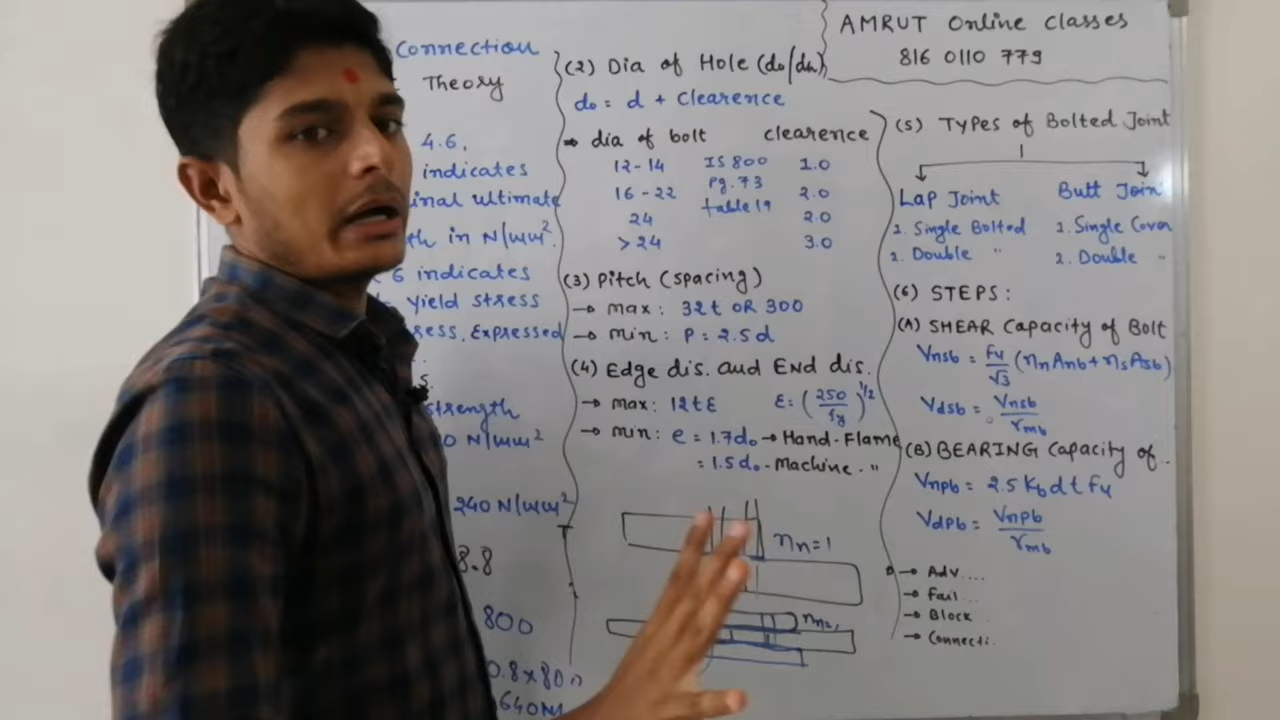 Connection
Theory
4.6,
indicates
inal ultimate
th in N/mm².
6 indicates
yield stress
ress, Expressed
s.
strength
0 N/mm²
240 N/mm²
8.8
800
0.8x800
640N
(2) Dia of Hole (do/dh)
do = d + Clearence
→ dia of bolt clearence
12-14 IS 800 1.0
16-22 Pg. 73 2.0
24 table 19 2.0
>24 3.0
(3) Pitch (spacing)
→ max: 32t OR 300
→ min: P = 2.5d
(4) Edge dis. and End dis.
→ max: 12tε ε = (250/fy)^1/2
→ min: e = 1.7do → Hand-Flame
= 1.5do - Machine - "
nn=1
AMRUT Online Classes
816 0110 779
(5) Types of Bolted Joint
Lap Joint Butt Join
1. Single Bolted 1. Single Cover
2. Double " 2. Double "
(6) STEPS:
(A) SHEAR Capacity of Bolt
Vnsb = Fu/√3 (nn Anb + ns Asb)
Vdsb = Vnsb/γmb
(B) BEARING Capacity of..
Vnpb = 2.5 Kb d t Fu
Vdpb = Vnpb/γmb
→ Adv....
→ Fail...
→ Block
→ Connecti.